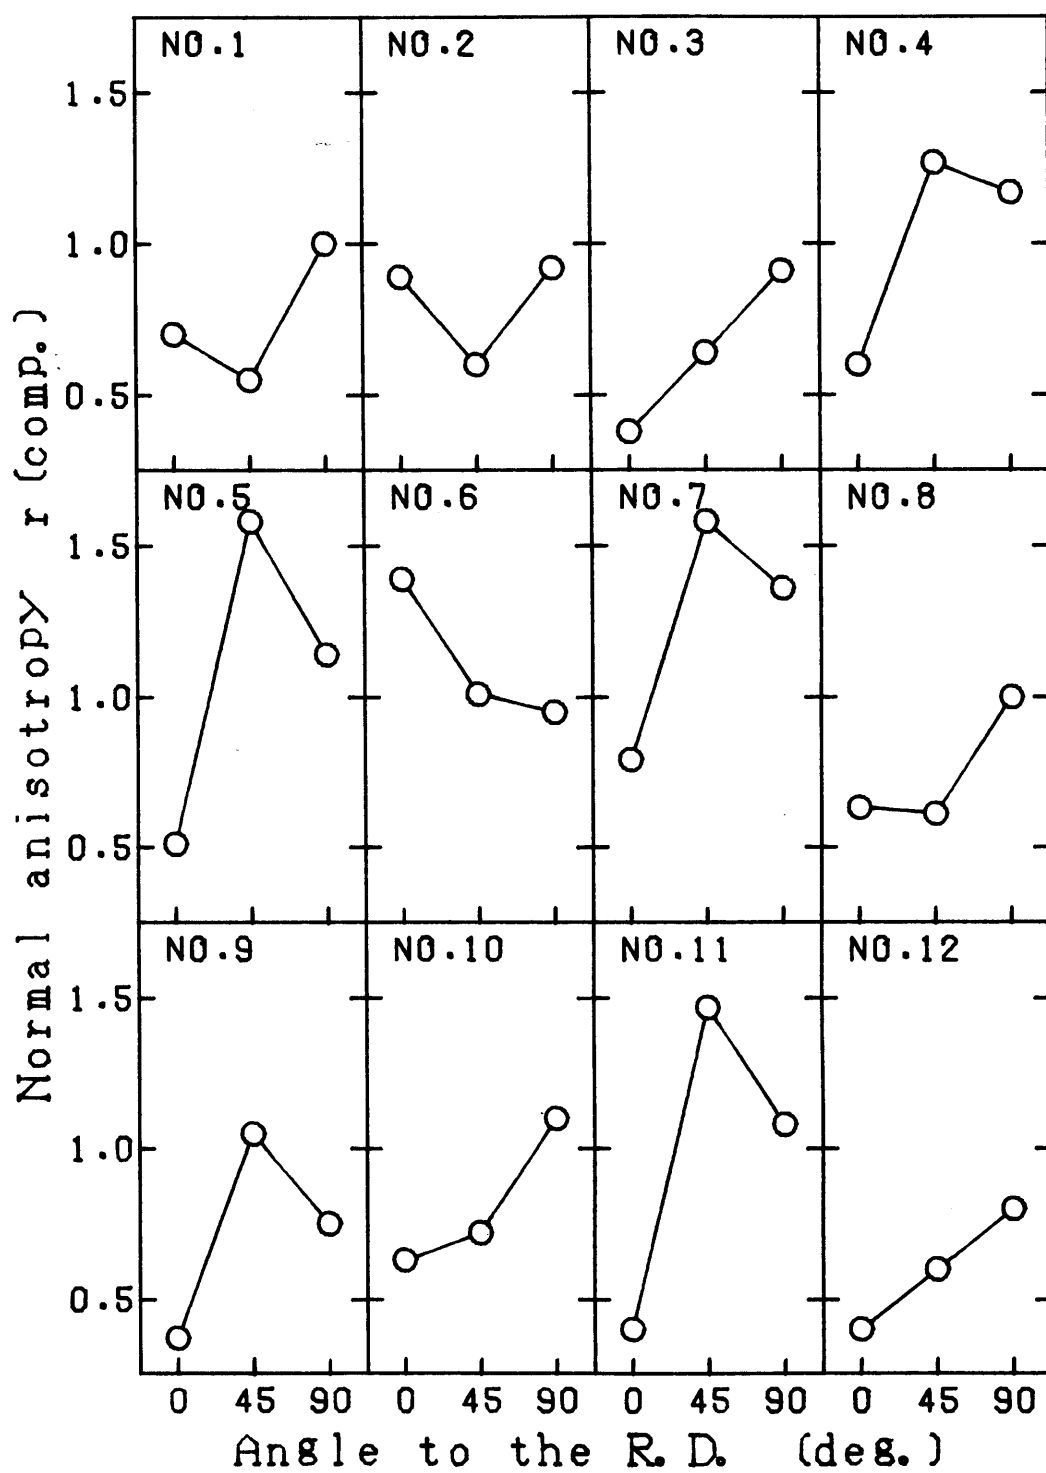 NO.1 NO.2 NO.3 NO.4
1.5
1.0
0.5
NO.5 NO.6 NO.7 NO.8
1.5
1.0
0.5
NO.9 NO.10 NO.11 NO.12
1.5
1.0
0.5
0 45 90 0 45 90 0 45 90 0 45 90
Angle to the R.D. (deg.)
Normal anisotropy r (comp.)